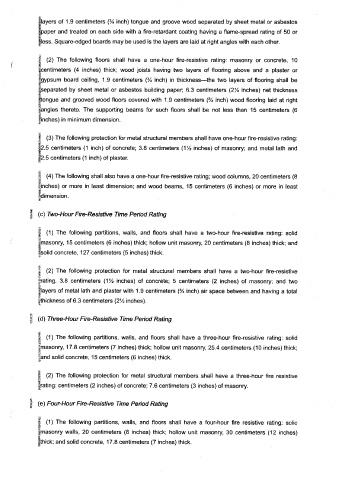 layers of 1.9 centimeters (¾ inch) tongue and groove wood separated by sheet metal or asbestos
paper and treated on each side with a fire-retardant coating having a flame-spread rating of 50 or
less. Square-edged boards may be used is the layers are laid at right angles with each other.
(2) The following floors shall have a one-hour fire-resistive rating: masonry or concrete, 10
centimeters (4 inches) thick; wood joists having two layers of flooring above and a plaster or
gypsum board ceiling, 1.9 centimeters (¾ inch) in thickness—the two layers of flooring shall be
separated by sheet metal or asbestos building paper; 6.3 centimeters (2½ inches) net thickness
tongue and grooved wood floors covered with 1.9 centimeters (¾ inch) wood flooring laid at right
angles thereto. The supporting beams for such floors shall be not less than 15 centimeters (6
inches) in minimum dimension.
(3) The following protection for metal structural members shall have one-hour fire-resistive rating:
2.5 centimeters (1 inch) of concrete; 3.8 centimeters (1½ inches) of masonry; and metal lath and
2.5 centimeters (1 inch) of plaster.
(4) The following shall also have a one-hour fire-resistive rating; wood columns, 20 centimeters (8
inches) or more in least dimension; and wood beams, 15 centimeters (6 inches) or more in least
dimension.
(c) Two-Hour Fire-Resistive Time Period Rating
(1) The following partitions, walls, and floors shall have a two-hour fire-resistive rating: solid
masonry, 15 centimeters (6 inches) thick; hollow unit masonry, 20 centimeters (8 inches) thick; and
solid concrete, 127 centimeters (5 inches) thick.
(2) The following protection for metal structural members shall have a two-hour fire-resistive
rating. 3.8 centimeters (1½ inches) of concrete; 5 centimeters (2 inches) of masonry; and two
layers of metal lath and plaster with 1.9 centimeters (¾ inch) air space between and having a total
thickness of 6.3 centimeters (2½ inches).
(d) Three-Hour Fire-Resistive Time Period Rating
(1) The following partitions, walls, and floors shall have a three-hour fire-resistive rating: solid
masonry, 17.8 centimeters (7 inches) thick; hollow unit masonry, 25.4 centimeters (10 inches) thick;
and solid concrete, 15 centimeters (6 inches) thick.
(2) The following protection for metal structural members shall have a three-hour fire resistive
rating: centimeters (2 inches) of concrete; 7.6 centimeters (3 inches) of masonry.
(e) Four-Hour Fire-Resistive Time Period Rating
(1) The following partitions, walls, and floors shall have a four-hour fire-resistive rating: solid
masonry walls, 20 centimeters (8 inches) thick; hollow unit masonry, 30 centimeters (12 inches)
thick; and solid concrete, 17.8 centimeters (7 inches) thick.